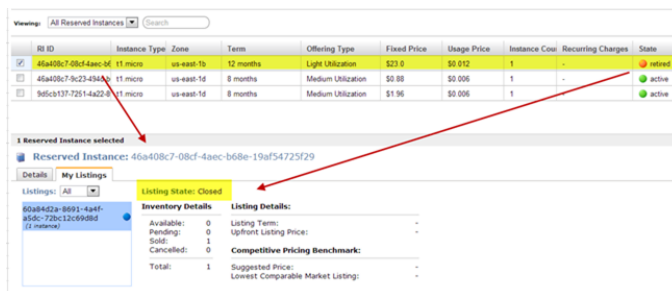 Viewing: All Reserved Instances Search
RI ID Instance Type Zone Term Offering Type Fixed Price Usage Price Instance Cou Recurring Charges State
46a408c7-08cf-4aec-b6 t1.micro us-east-1b 12 months Light Utilization $23.0 $0.012 1 - retired
46a408c7-9c23-494d-b t1.micro us-east-1d 8 months Medium Utilization $0.88 $0.006 1 - active
9d5cb137-7251-4a22-8 t1.micro us-east-1d 8 months Medium Utilization $1.96 $0.006 1 - active
1 Reserved Instance selected
Reserved Instance: 46a408c7-08cf-4aec-b68e-19af54725f29
Details My Listings
Listings: All Listing State: Closed
60a84d2a-8691-4a4f-
a5dc-72bc12c69d8d
(1 instance)
Inventory Details Listing Details:
Available: 0 Listing Term: -
Pending: 0 Upfront Listing Price: -
Sold: 1
Cancelled: 0 Competitive Pricing Benchmark:
Total: 1 Suggested Price: -
Lowest Comparable Market Listing: -